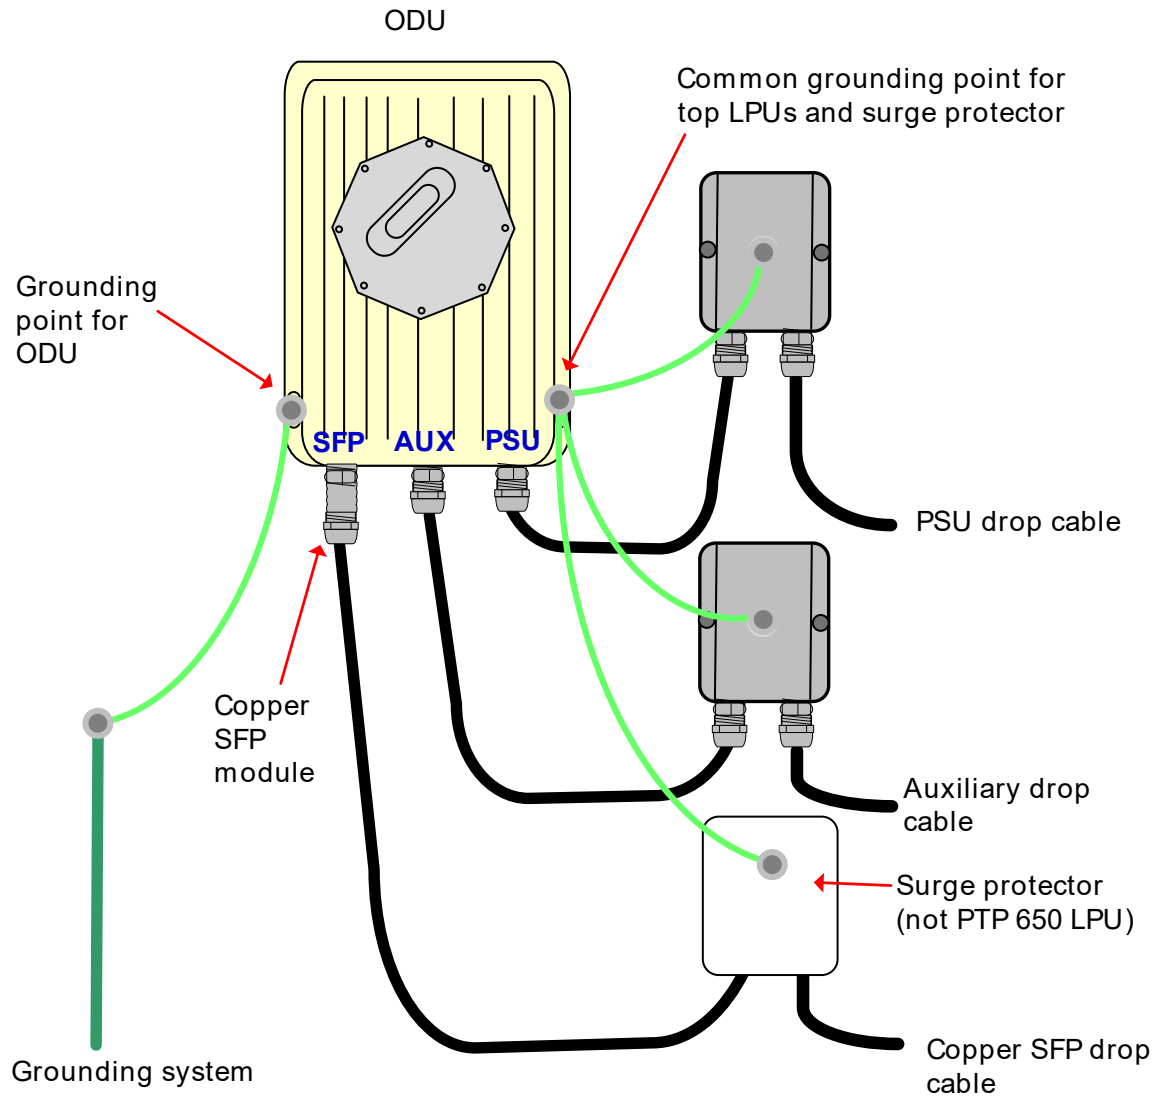 ODU
Common grounding point for
top LPUs and surge protector
Grounding
point for
ODU
SFP
AUX
PSU
PSU drop cable
Copper
SFP
module
Auxiliary drop
cable
Surge protector
(not PTP 650 LPU)
Grounding system
Copper SFP drop
cable